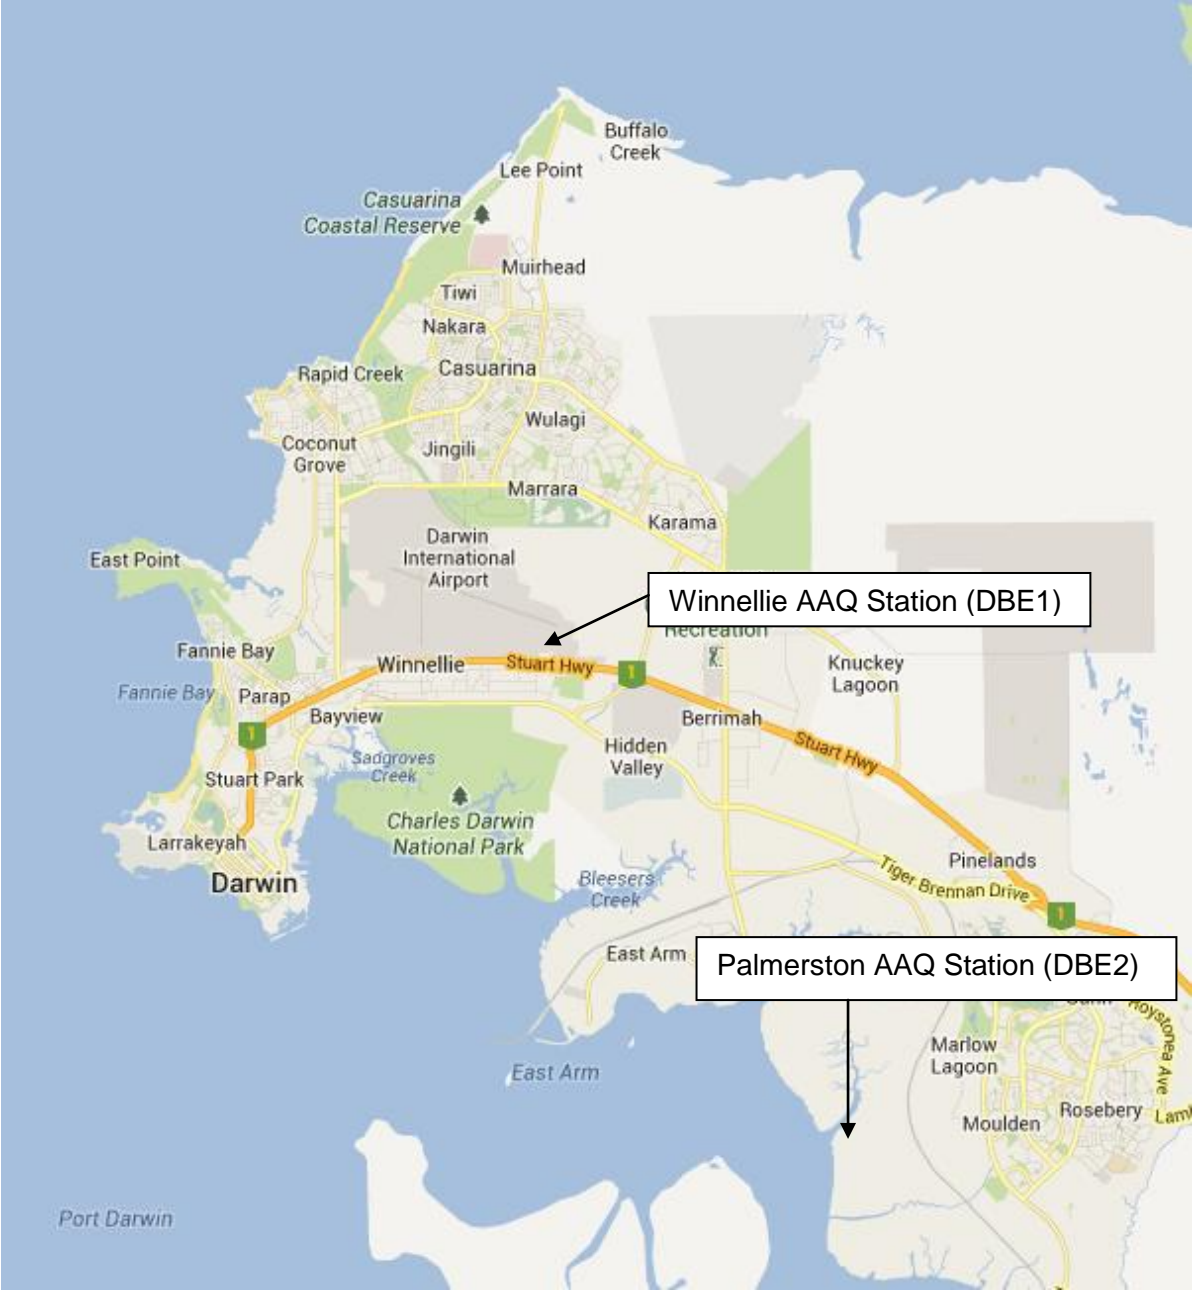 Buffalo
Creek
Lee Point
Casuarina
Coastal Reserve
Muirhead
Tiwi
Nakara
Rapid Creek
Casuarina
Wulagi
Coconut
Grove
Jingili
Marrara
Karama
Darwin
International
Airport
East Point
Winnellie AAQ Station (DBE1)
Recreation
Fannie Bay
Winnellie
Stuart Hwy
1
Knuckey
Lagoon
Fannie Bay
Parap
Bayview
Berrimah
1
Hidden
Valley
Stuart Hwy
Sadgroves
Creek
Stuart Park
Charles Darwin
National Park
Larrakeyah
Darwin
Bleesers
Creek
Pinelands
Tiger Brennan Drive
1
East Arm
Palmerston AAQ Station (DBE2)
Roystonea Ave
Marlow
Lagoon
East Arm
Moulden
Rosebery
Lam
Port Darwin